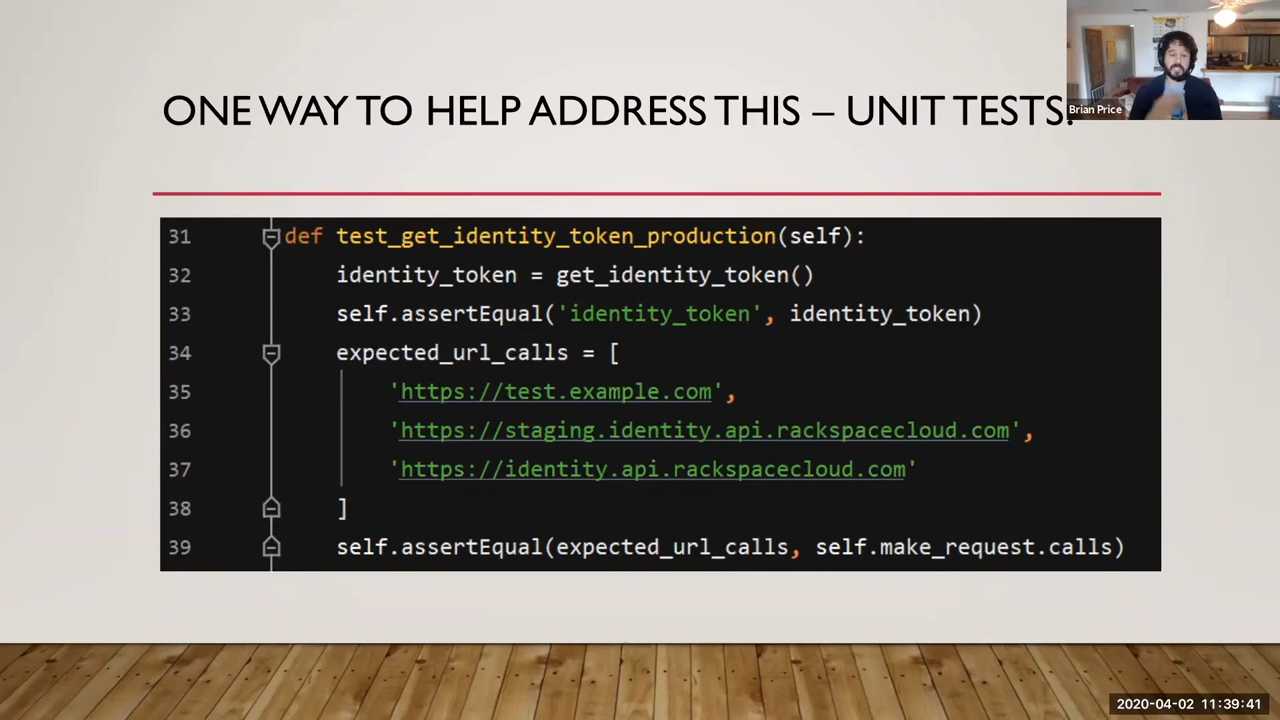 ONE WAY TO HELP ADDRESS THIS – UNIT TESTS.
Brian Price
31 def test_get_identity_token_production(self):
32 identity_token = get_identity_token()
33 self.assertEqual('identity_token', identity_token)
34 expected_url_calls = [
35 'https://test.example.com',
36 'https://staging.identity.api.rackspacecloud.com',
37 'https://identity.api.rackspacecloud.com'
38 ]
39 self.assertEqual(expected_url_calls, self.make_request.calls)
2020-04-02 11:39:41